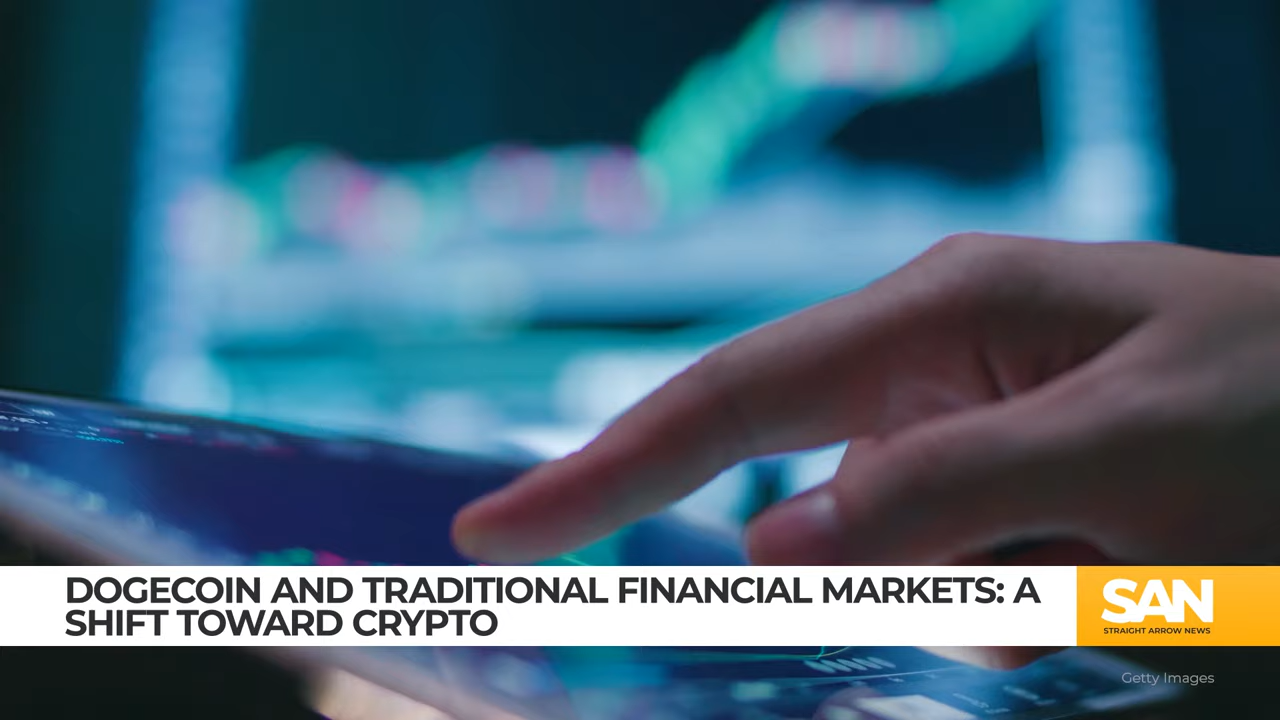 DOGECOIN AND TRADITIONAL FINANCIAL MARKETS: A
SHIFT TOWARD CRYPTO
SAN
STRAIGHT ARROW NEWS
Getty Images